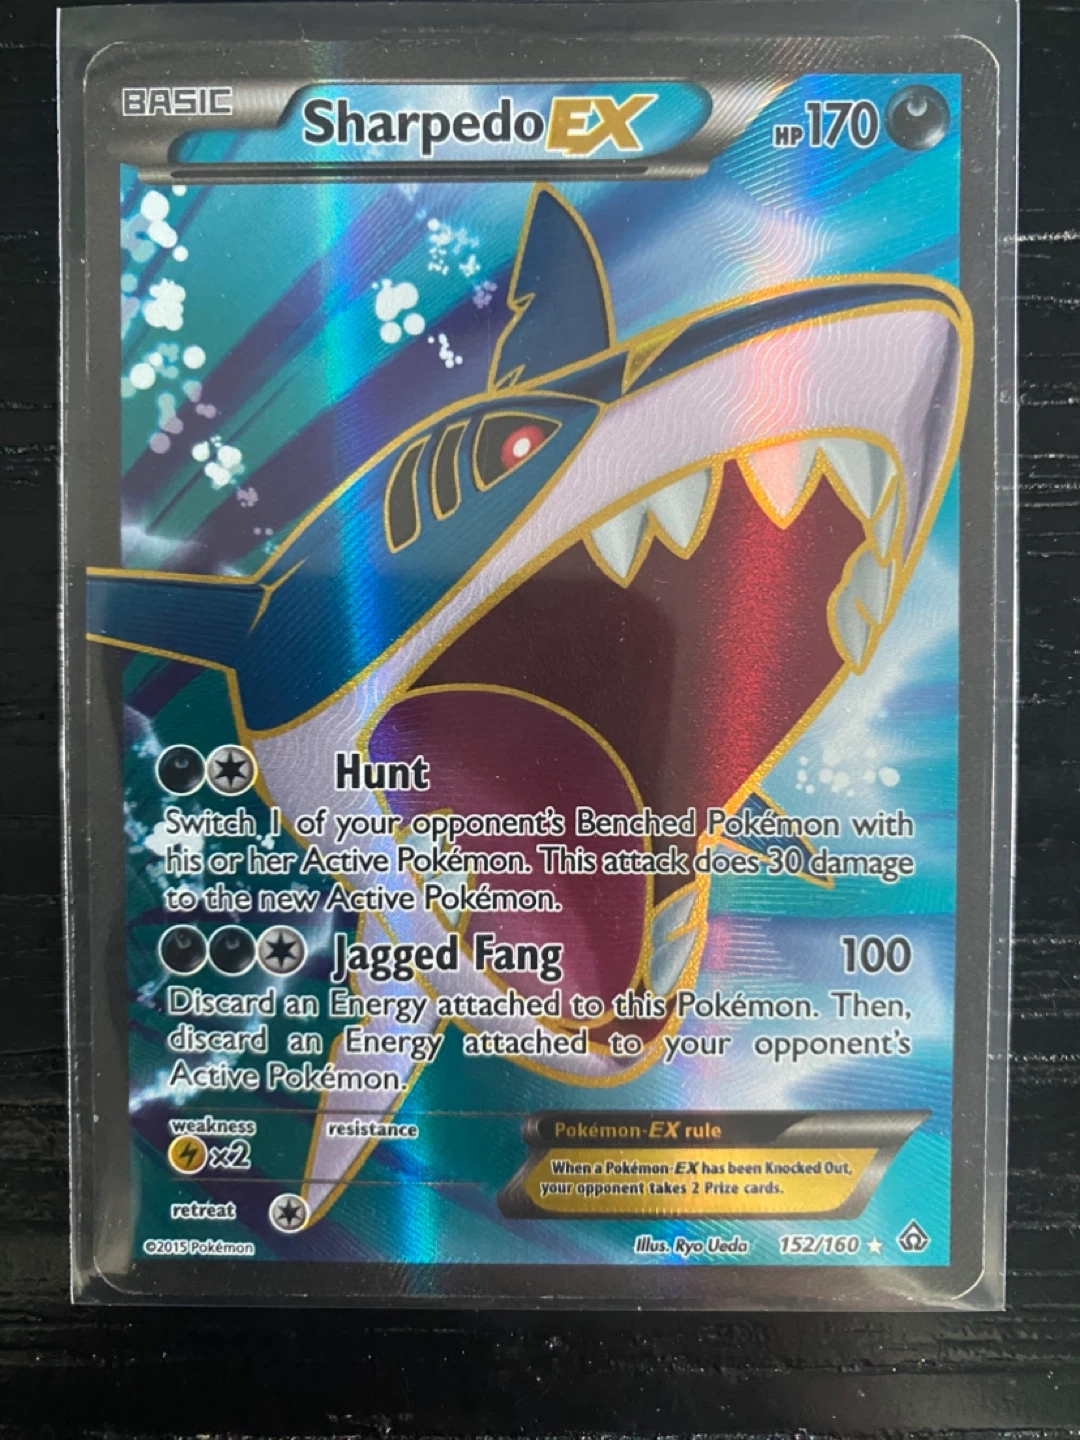 BASIC
Sharpedo EX
HP 170
Hunt
Switch 1 of your opponent's Benched Pokémon with
his or her Active Pokémon. This attack does 30 damage
to the new Active Pokémon.
Jagged Fang 100
Discard an Energy attached to this Pokémon. Then,
discard an Energy attached to your opponent's
Active Pokémon.
weakness resistance
×2
retreat
Pokémon-EX rule
When a Pokémon-EX has been Knocked Out,
your opponent takes 2 Prize cards.
©2015 Pokémon
Illus. Ryo Ueda 152/160